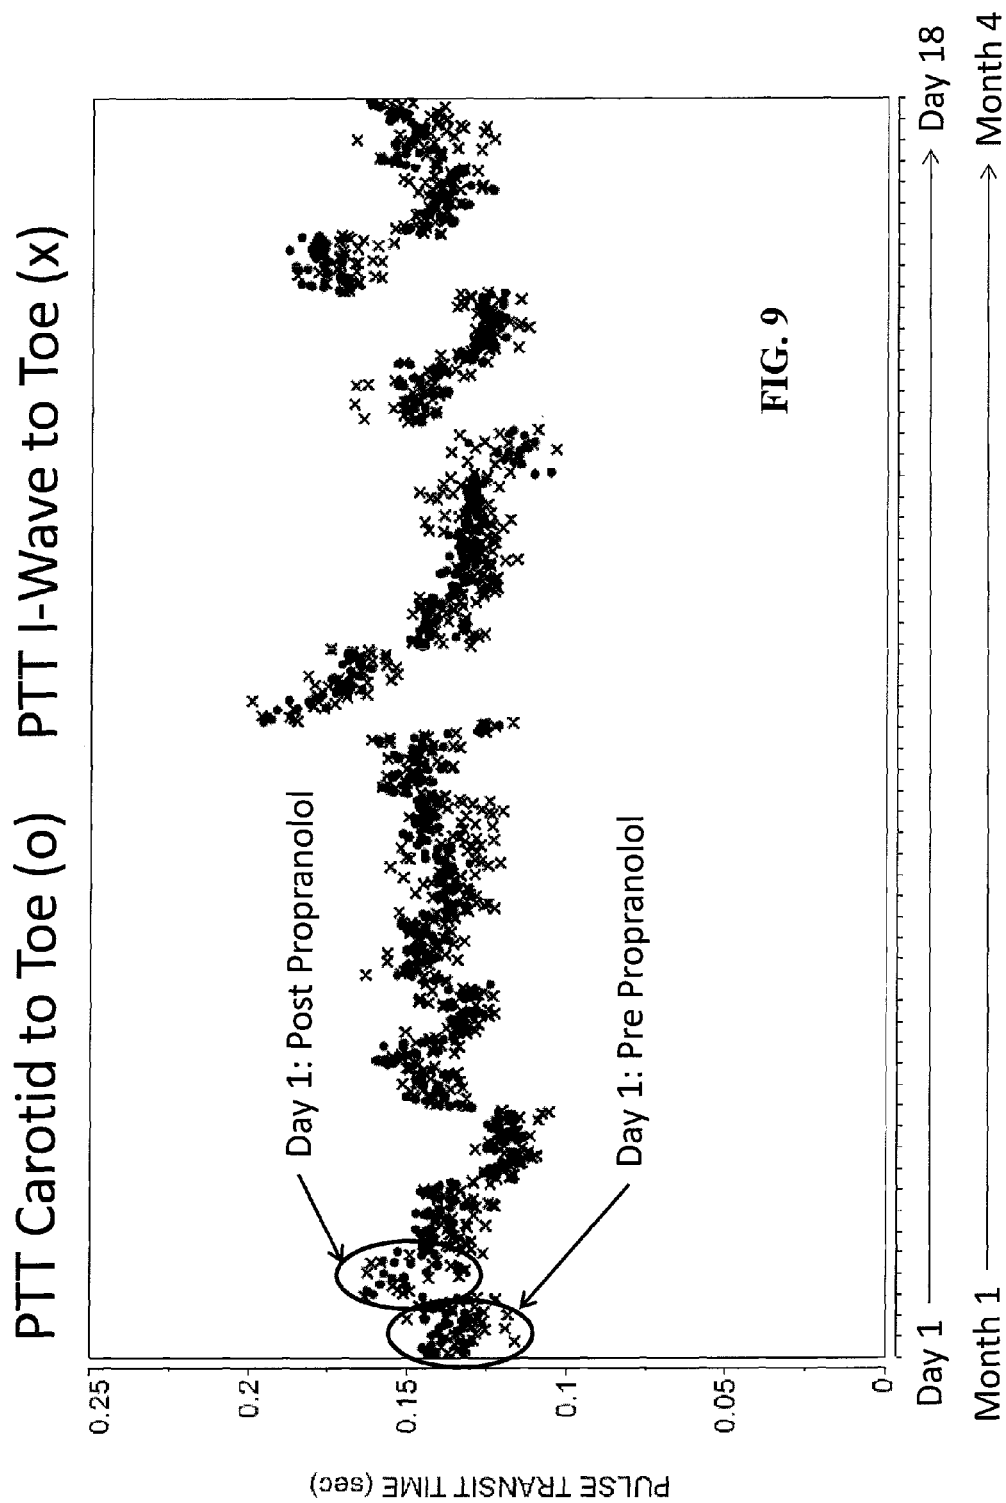 PTT Carotid to Toe (o) PTT I-Wave to Toe (x)
PULSE TRANSIT TIME (sec)
0.25
0.2
0.15
0.1
0.05
0
Day 1: Post Propranolol
Day 1: Pre Propranolol
FIG. 9
Day 1 Day 18
Month 1 Month 4